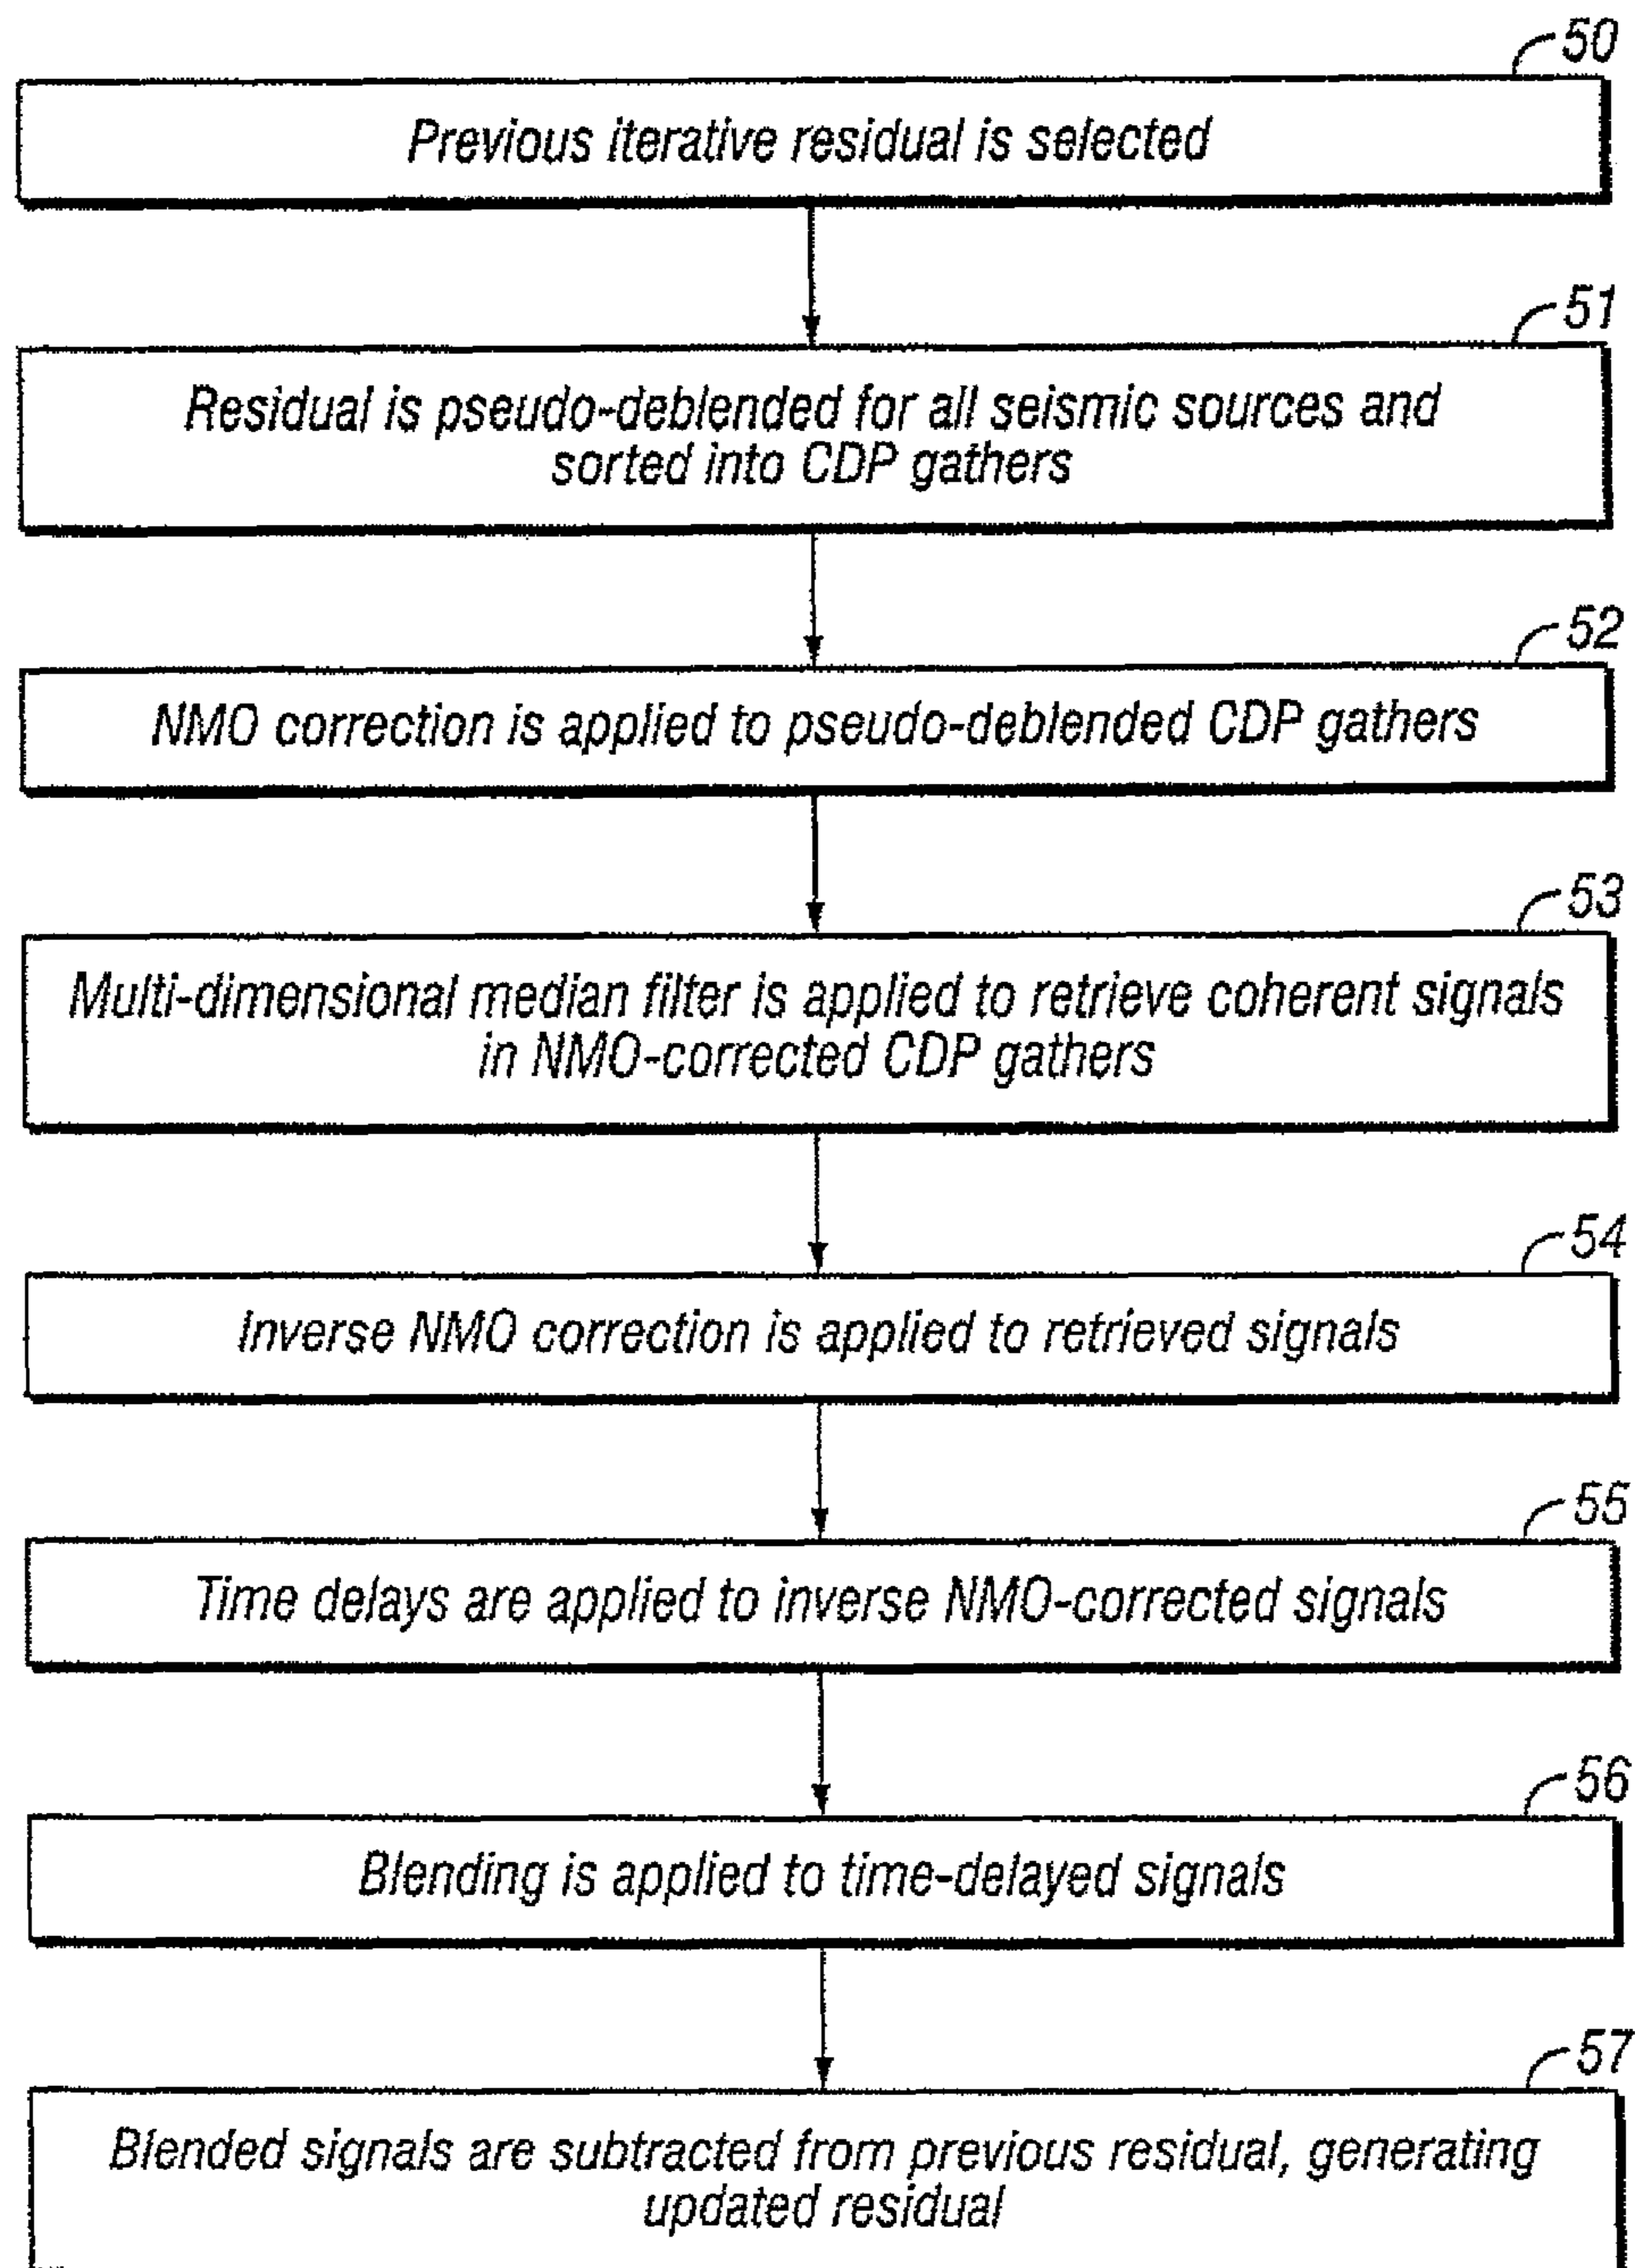 50
Previous iterative residual is selected
51
Residual is pseudo-deblended for all seismic sources and
sorted into CDP gathers
52
NMO correction is applied to pseudo-deblended CDP gathers
53
Multi-dimensional median filter is applied to retrieve coherent signals
in NMO-corrected CDP gathers
54
Inverse NMO correction is applied to retrieved signals
55
Time delays are applied to inverse NMO-corrected signals
56
Blending is applied to time-delayed signals
57
Blended signals are subtracted from previous residual, generating
updated residual